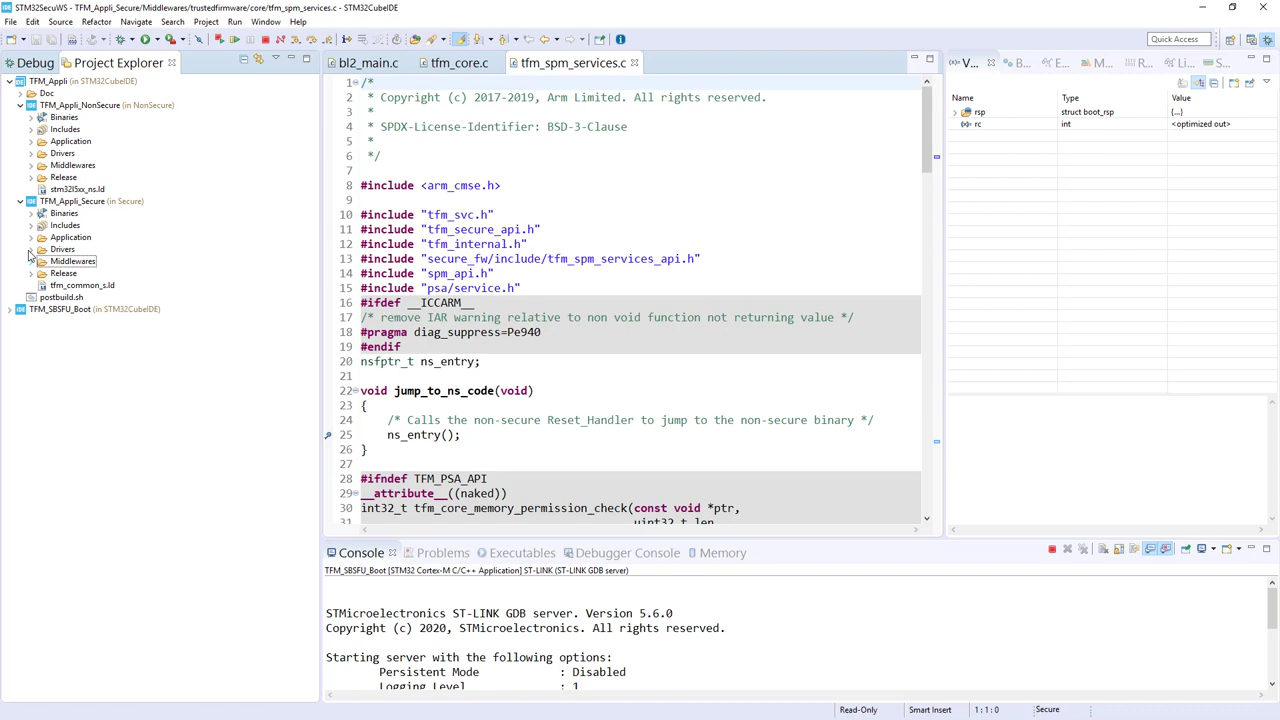 STM32SecuWS - TFM_Appli_Secure/Middlewares/trustedfirmware/core/tfm_spm_services.c - STM32CubeIDE
File Edit Source Refactor Navigate Search Project Run Window Help
Quick Access
Debug Project Explorer
TFM_Appli (in STM32CubeIDE)
Doc
TFM_Appli_NonSecure (in NonSecure)
Binaries
Includes
Application
Drivers
Middlewares
Release
stm32l5xx_ns.ld
TFM_Appli_Secure (in Secure)
Binaries
Includes
Application
Drivers
Middlewares
Release
tfm_common_s.ld
postbuild.sh
TFM_SBSFU_Boot (in STM32CubeIDE)
bl2_main.c tfm_core.c tfm_spm_services.c
1 /*
2 * Copyright (c) 2017-2019, Arm Limited. All rights reserved.
3 *
4 * SPDX-License-Identifier: BSD-3-Clause
5 *
6 */
7
8 #include <arm_cmse.h>
9
10 #include "tfm_svc.h"
11 #include "tfm_secure_api.h"
12 #include "tfm_internal.h"
13 #include "secure_fw/include/tfm_spm_services_api.h"
14 #include "spm_api.h"
15 #include "psa/service.h"
16 #ifdef __ICCARM__
17 /* remove IAR warning relative to non void function not returning value */
18 #pragma diag_suppress=Pe940
19 #endif
20 nsfptr_t ns_entry;
21
22 void jump_to_ns_code(void)
23 {
24 /* Calls the non-secure Reset_Handler to jump to the non-secure binary */
25 ns_entry();
26 }
27
28 #ifndef TFM_PSA_API
29 __attribute__((naked))
30 int32_t tfm_core_memory_permission_check(const void *ptr,
31 uint32_t len,
V... B... E... M... R... Li... S...
Name Type Value
rsp struct boot_rsp {...}
rc int <optimized out>
Console Problems Executables Debugger Console Memory
TFM_SBSFU_Boot [STM32 Cortex-M C/C++ Application] ST-LINK (ST-LINK GDB server)
STMicroelectronics ST-LINK GDB server. Version 5.6.0
Copyright (c) 2020, STMicroelectronics. All rights reserved.
Starting server with the following options:
Persistent Mode : Disabled
Logging Level : 1
Read-Only Smart Insert 1 : 1 : 0 Secure